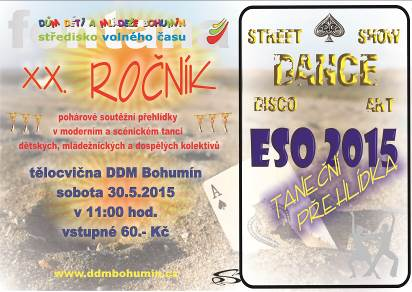 DŮM DĚTÍ A MLÁDEŽE BOHUMÍN
středisko volného času
XX. ROČNÍK
pohárové soutěžní přehlídky
v moderním a scénickém tanci
dětských, mládežnických a dospělých kolektivů
tělocvična DDM Bohumín
sobota 30.5.2015
v 11:00 hod.
vstupné 60.- Kč
www.ddmbohumin.cz
STREET SHOW
DANCE
DISCO ART
ESO 2015
TANEČNÍ
PŘEHLÍDKA
A